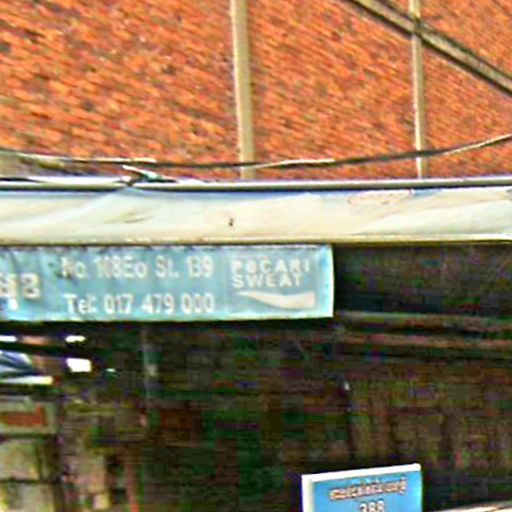 No. 108Eo St. 139
Tel: 017 479 000
POCARI
SWEAT
388